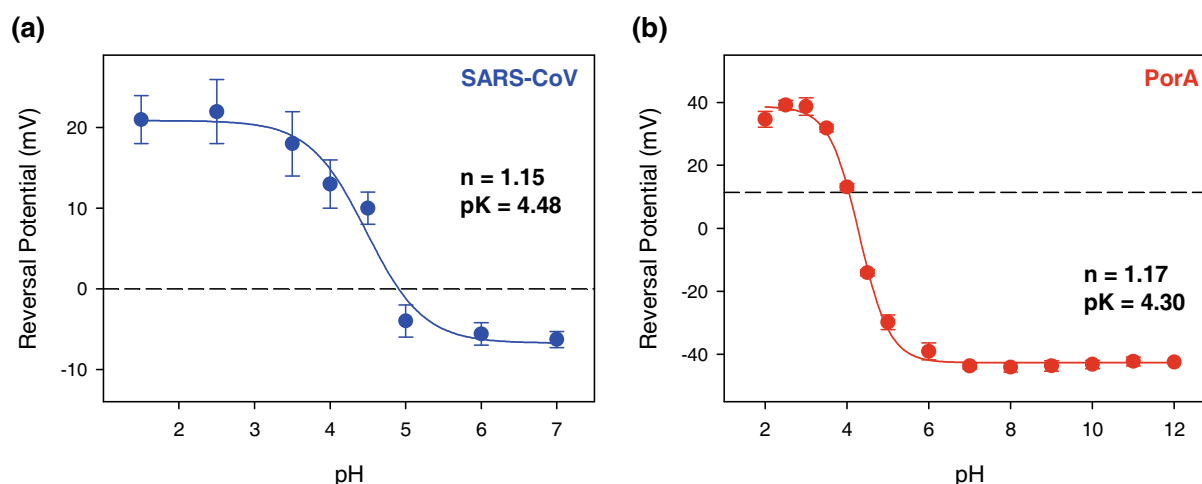 (a)
SARS-CoV
n = 1.15
pK = 4.48
Reversal Potential (mV)
20
10
0
-10
2
3
4
5
6
7
pH
(b)
PorA
n = 1.17
pK = 4.30
Reversal Potential (mV)
40
20
0
-20
-40
2
4
6
8
10
12
pH